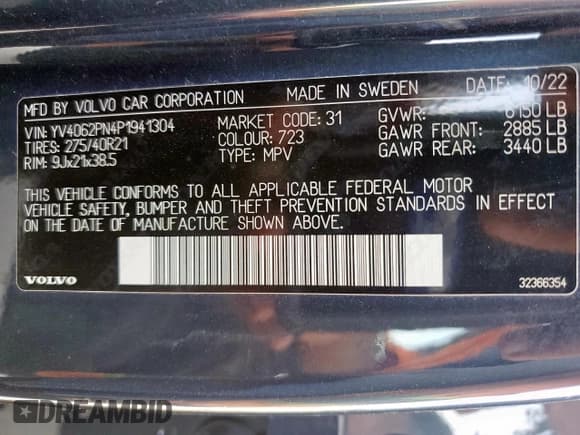 MFD BY VOLVO CAR CORPORATION MADE IN SWEDEN DATE: 10/22
VIN: YV4062PN4P1941304 MARKET CODE: 31 GVWR: 6150 LB
TIRES: 275/40R21 COLOUR: 723 GAWR FRONT: 2885 LB
RIM: 9Jx21x38.5 TYPE: MPV GAWR REAR: 3440 LB
THIS VEHICLE CONFORMS TO ALL APPLICABLE FEDERAL MOTOR
VEHICLE SAFETY, BUMPER AND THEFT PREVENTION STANDARDS IN EFFECT
ON THE DATE OF MANUFACTURE SHOWN ABOVE.
VOLVO 32366354
DREAMBID